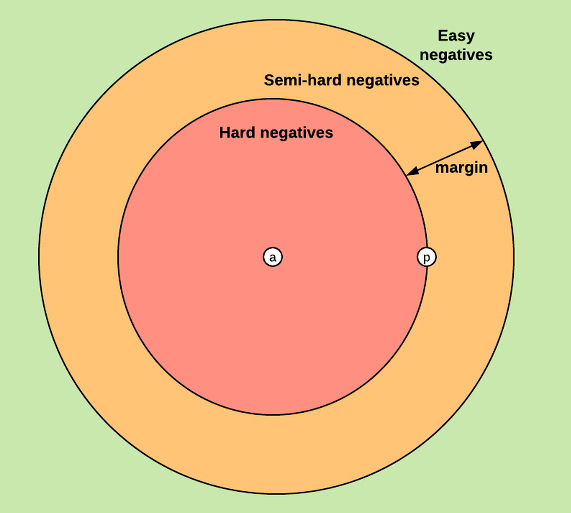 Easy
negatives
Semi-hard negatives
Hard negatives
margin
a
p